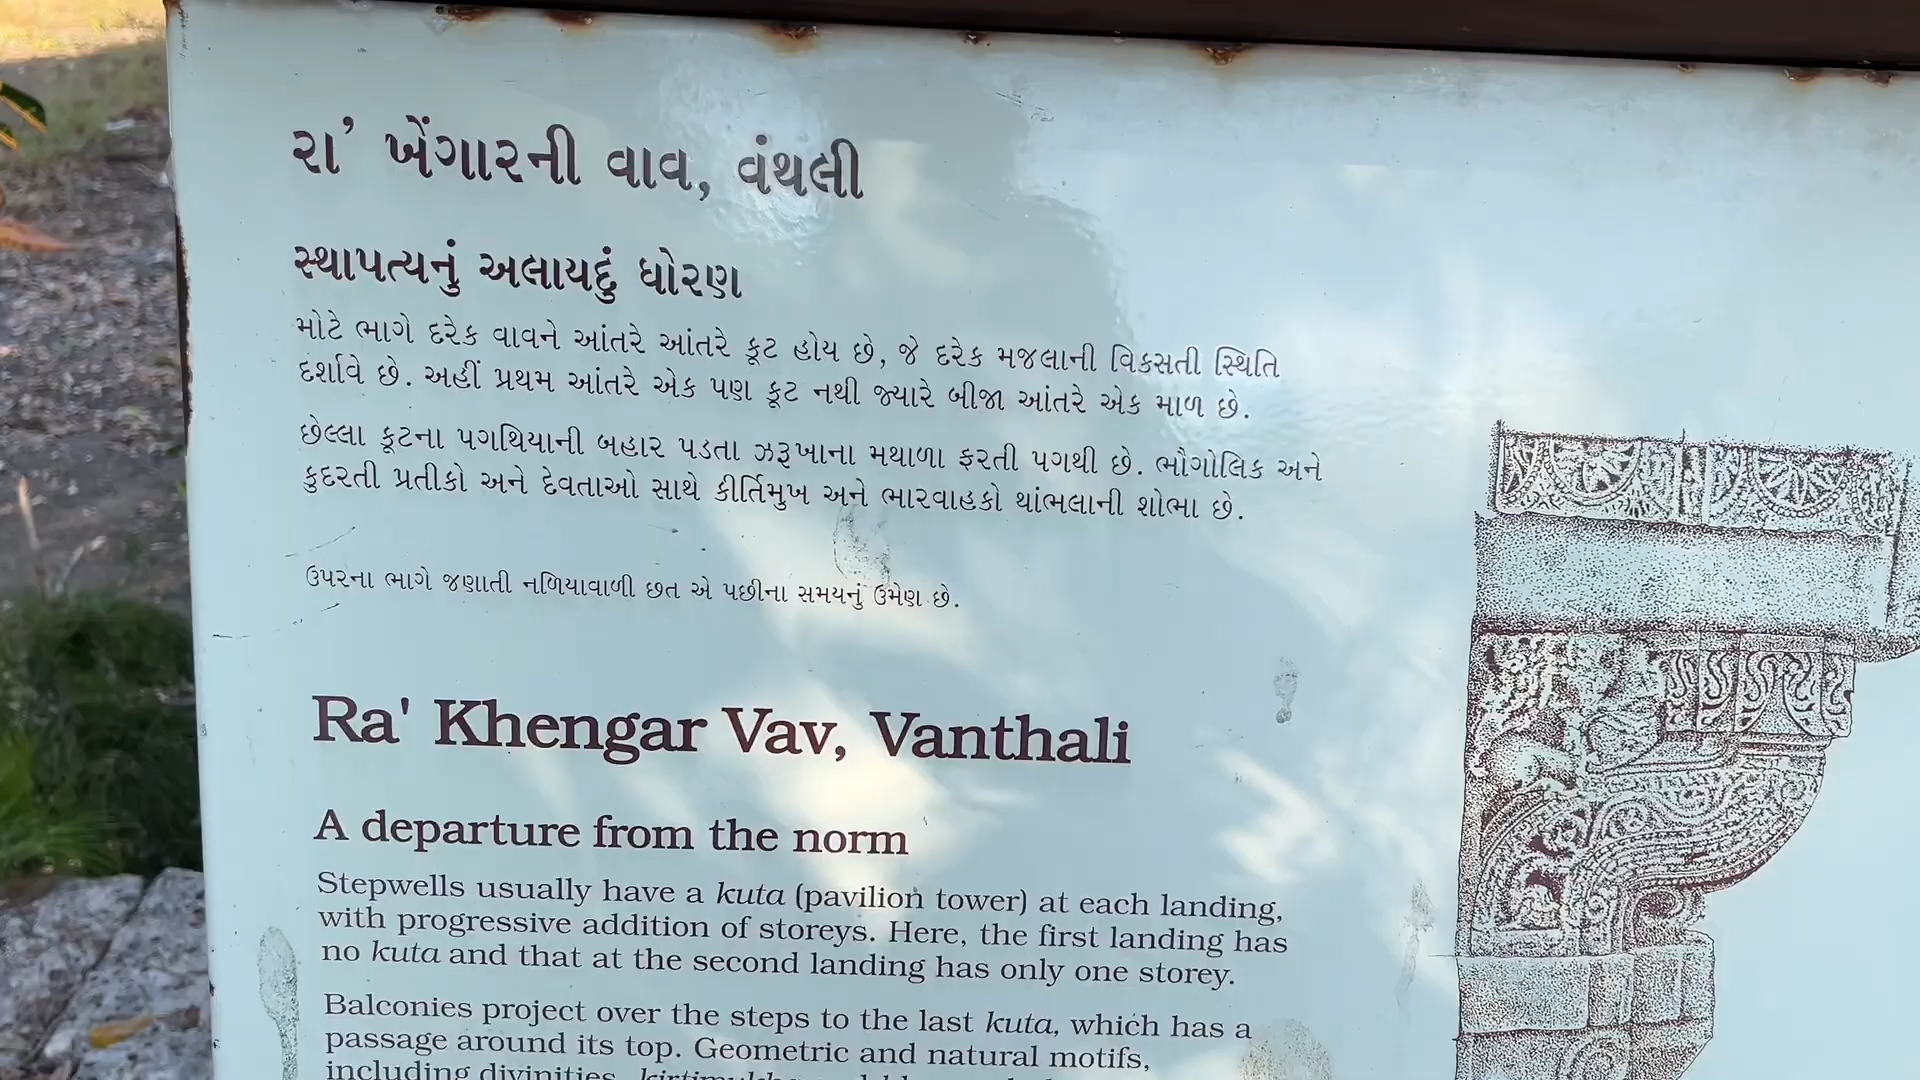 રા' ખેંગારની વાવ, વંથલી
સ્થાપત્યનું અલાયદું ધોરણ
મોટે ભાગે દરેક વાવને આંતરે આંતરે કૂટ હોય છે, જે દરેક મજલાની વિકસતી સ્થિતિ
દર્શાવે છે. અહીં પ્રથમ આંતરે એક પણ કૂટ નથી જ્યારે બીજા આંતરે એક માળ છે.
છેલ્લા કૂટના પગથિયાની બહાર પડતા ઝરૂખાના મથાળા ફરતી પગથી છે. ભૌગોલિક અને
કુદરતી પ્રતીકો અને દેવતાઓ સાથે કીર્તિમુખ અને ભારવાહકો થાંભલાની શોભા છે.
ઉપરના ભાગે જણાતી નળિયાવાળી છત એ પછીના સમયનું ઉમેણ છે.
Ra' Khengar Vav, Vanthali
A departure from the norm
Stepwells usually have a kuta (pavilion tower) at each landing,
with progressive addition of storeys. Here, the first landing has
no kuta and that at the second landing has only one storey.
Balconies project over the steps to the last kuta, which has a
passage around its top. Geometric and natural motifs,
including divinities,